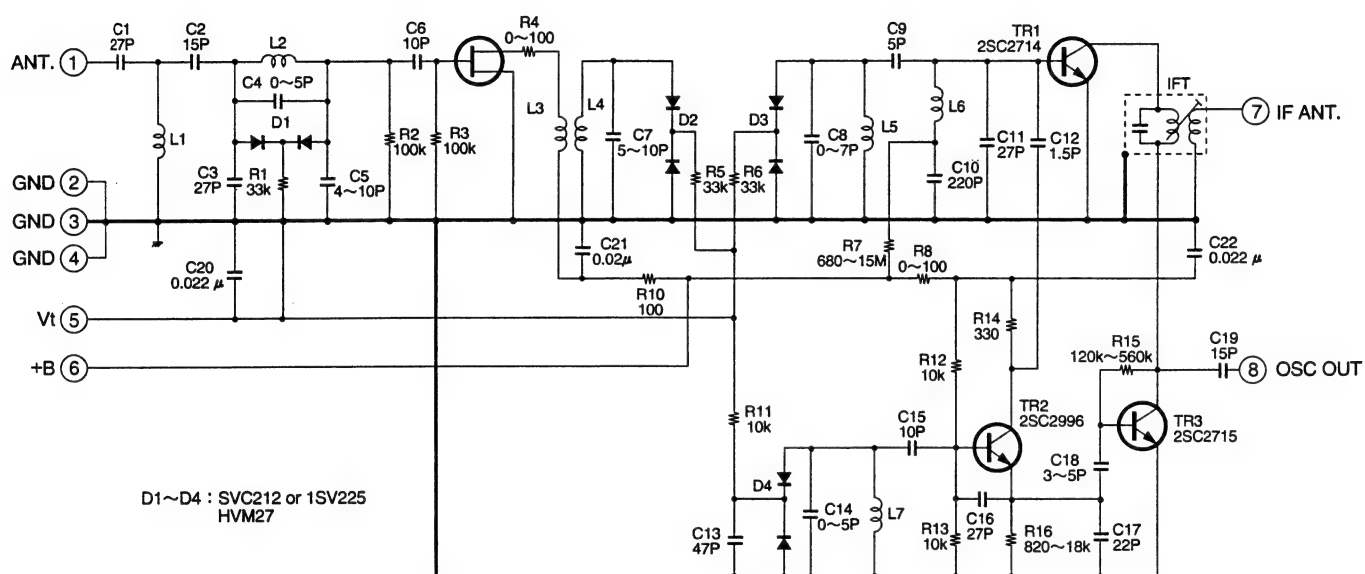 C1
27P
C2
15P
L2
C4
0~5P
D1
C6
10P
R4
0~100
ANT. 1
L1
R2
100k
R3
100k
C3
27P
R1
33k
C5
4~10P
L3
L4
C7
5~10P
D2
R5
33k
R6
33k
D3
C8
0~7P
L5
C9
5P
L6
C10
220P
C11
27P
C12
1.5P
TR1
2SC2714
IFT
7 IF ANT.
GND 2
GND 3
GND 4
C20
0.022 μ
C21
0.02μ
R7
680~15M
R8
0~100
C22
0.022 μ
R10
100
Vt 5
+B 6
R14
330
R12
10k
R15
120k~560k
C19
15P
8 OSC OUT
R11
10k
C15
10P
TR2
2SC2996
TR3
2SC2715
C18
3~5P
D1~D4 : SVC212 or 1SV225
HVM27
D4
C13
47P
C14
0~5P
L7
R13
10k
C16
27P
R16
820~18k
C17
22P